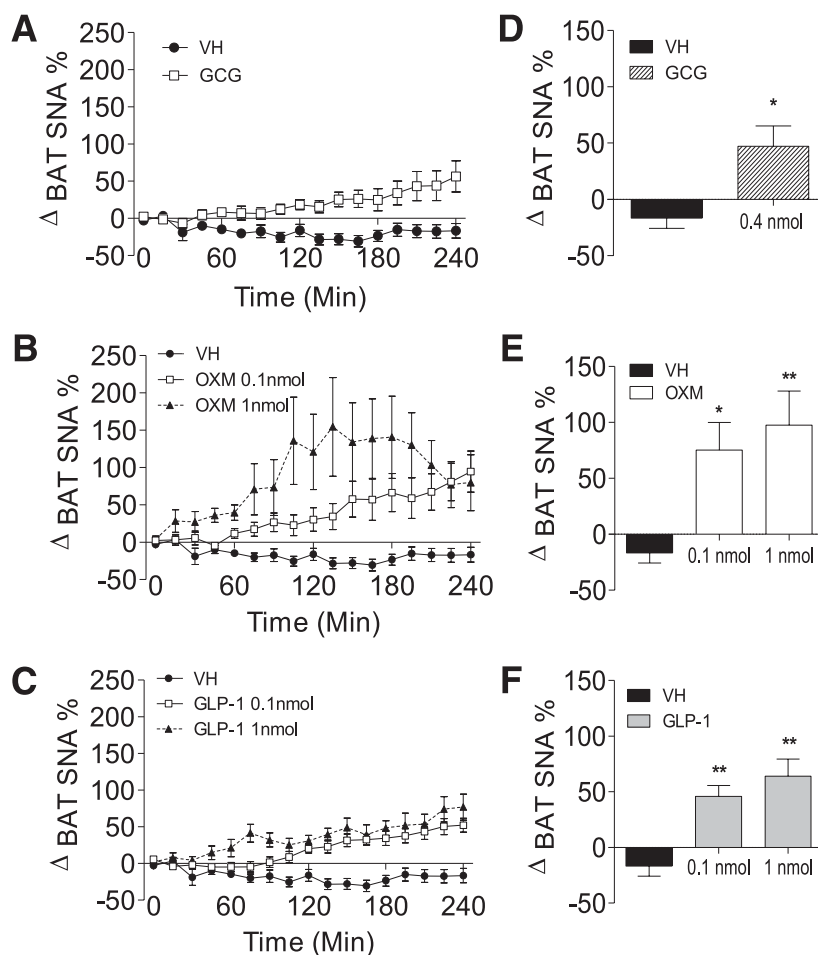 A
VH
GCG
250
200
150
100
50
0
-50
Δ BAT SNA %
0 60 120 180 240
Time (Min)
D
VH
GCG
150
100
50
0
-50
Δ BAT SNA %
*
0.4 nmol
B
VH
OXM 0.1nmol
OXM 1nmol
250
200
150
100
50
0
-50
Δ BAT SNA %
0 60 120 180 240
Time (Min)
E
VH
OXM
150
100
50
0
-50
Δ BAT SNA %
* **
0.1 nmol 1 nmol
C
VH
GLP-1 0.1nmol
GLP-1 1nmol
250
200
150
100
50
0
-50
Δ BAT SNA %
0 60 120 180 240
Time (Min)
F
VH
GLP-1
150
100
50
0
-50
Δ BAT SNA %
** **
0.1 nmol 1 nmol